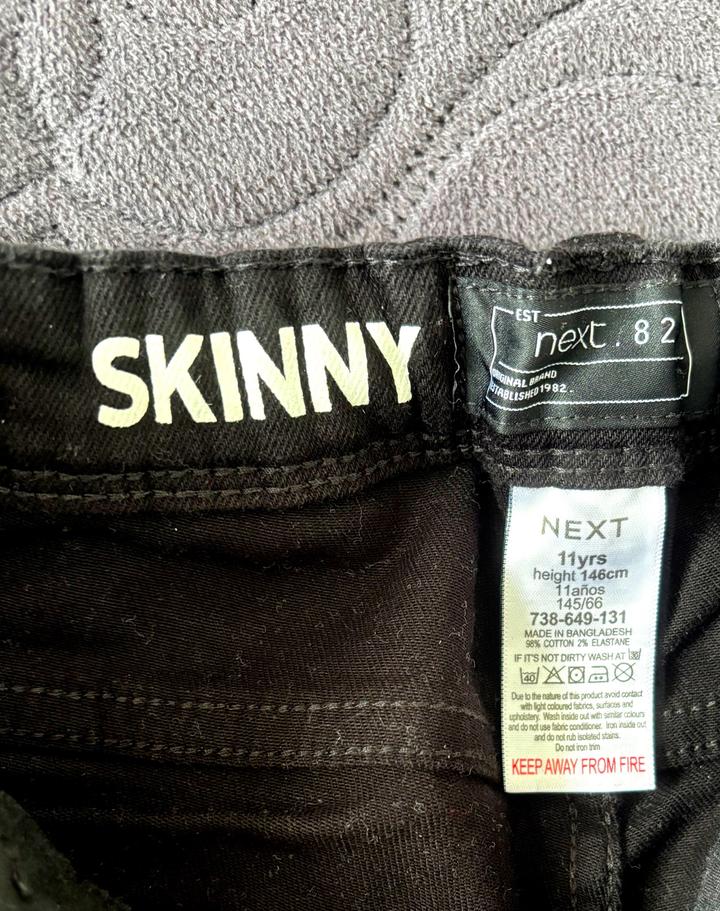 SKINNY
EST
next. 82
ORIGINAL BRAND
ESTABLISHED 1982.
NEXT
11yrs
height 146cm
11años
145/66
738-649-131
MADE IN BANGLADESH
98% COTTON 2% ELASTANE
IF IT'S NOT DIRTY WASH AT 30
40
Due to the nature of this product avoid contact
with light coloured fabrics, surfaces and
upholstery. Wash inside out with similar colours
and do not use fabric conditioner. Iron inside out
and do not rub isolated stains.
Do not iron trim
KEEP AWAY FROM FIRE